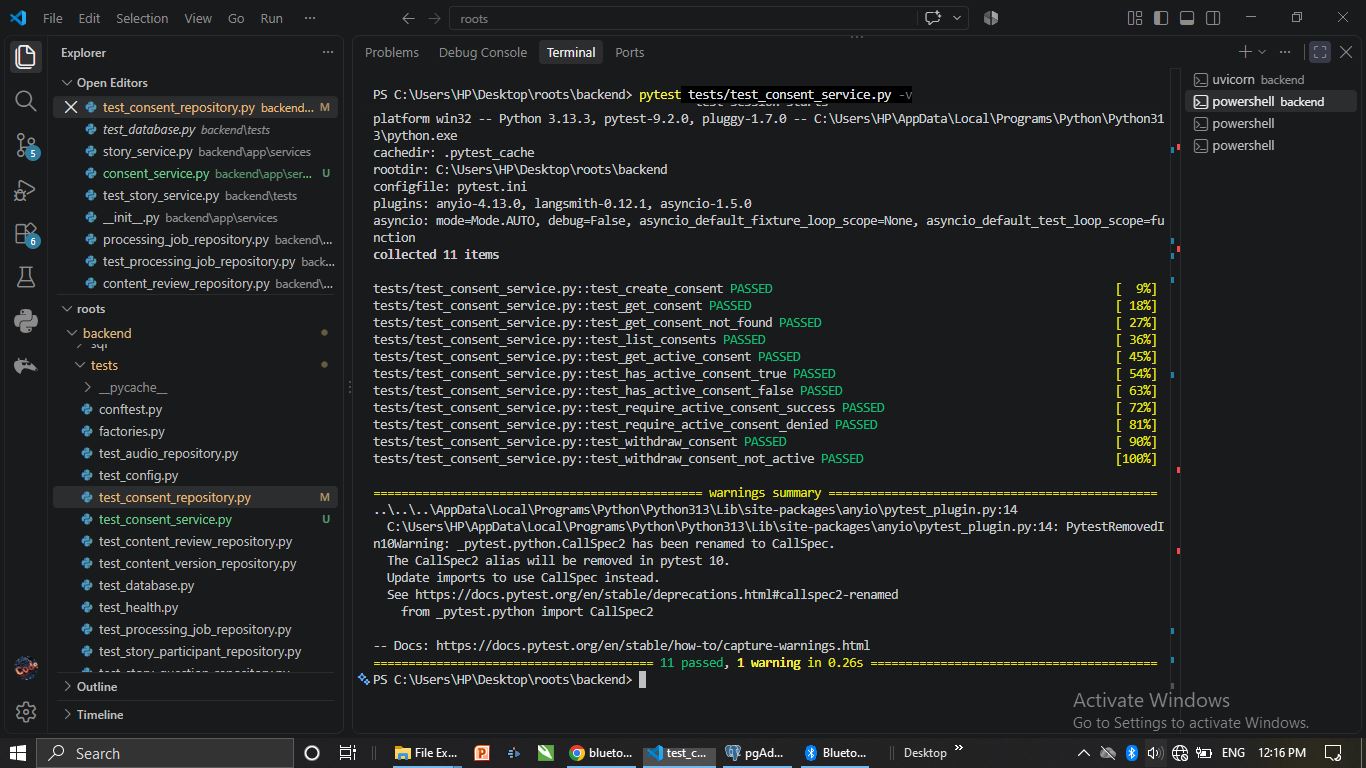 File Edit Selection View Go Run ···
roots
Explorer
Open Editors
test_consent_repository.py backend... M
test_database.py backend\tests
story_service.py backend\app\services
consent_service.py backend\app\ser... U
test_story_service.py backend\tests
__init__.py backend\app\services
processing_job_repository.py backend\...
test_processing_job_repository.py back...
content_review_repository.py backend\...
roots
backend
sql
tests
__pycache__
conftest.py
factories.py
test_audio_repository.py
test_config.py
test_consent_repository.py M
test_consent_service.py U
test_content_review_repository.py
test_content_version_repository.py
test_database.py
test_health.py
test_processing_job_repository.py
test_story_participant_repository.py
test_story_question_repository.py
Outline
Timeline
5
6
Problems Debug Console Terminal Ports
PS C:\Users\HP\Desktop\roots\backend> pytest tests/test_consent_service.py -v
test session starts
platform win32 -- Python 3.13.3, pytest-9.2.0, pluggy-1.7.0 -- C:\Users\HP\AppData\Local\Programs\Python\Python31
3\python.exe
cachedir: .pytest_cache
rootdir: C:\Users\HP\Desktop\roots\backend
configfile: pytest.ini
plugins: anyio-4.13.0, langsmith-0.12.1, asyncio-1.5.0
asyncio: mode=Mode.AUTO, debug=False, asyncio_default_fixture_loop_scope=None, asyncio_default_test_loop_scope=fu
nction
collected 11 items
tests/test_consent_service.py::test_create_consent PASSED [  9%]
tests/test_consent_service.py::test_get_consent PASSED [ 18%]
tests/test_consent_service.py::test_get_consent_not_found PASSED [ 27%]
tests/test_consent_service.py::test_list_consents PASSED [ 36%]
tests/test_consent_service.py::test_get_active_consent PASSED [ 45%]
tests/test_consent_service.py::test_has_active_consent_true PASSED [ 54%]
tests/test_consent_service.py::test_has_active_consent_false PASSED [ 63%]
tests/test_consent_service.py::test_require_active_consent_success PASSED [ 72%]
tests/test_consent_service.py::test_require_active_consent_denied PASSED [ 81%]
tests/test_consent_service.py::test_withdraw_consent PASSED [ 90%]
tests/test_consent_service.py::test_withdraw_consent_not_active PASSED [100%]
=============================================== warnings summary ===============================================
..\..\..\AppData\Local\Programs\Python\Python313\Lib\site-packages\anyio\pytest_plugin.py:14
C:\Users\HP\AppData\Local\Programs\Python\Python313\Lib\site-packages\anyio\pytest_plugin.py:14: PytestRemovedI
n10Warning: _pytest.python.CallSpec2 has been renamed to CallSpec.
The CallSpec2 alias will be removed in pytest 10.
Update imports to use CallSpec instead.
See https://docs.pytest.org/en/stable/deprecations.html#callspec2-renamed
from _pytest.python import CallSpec2
-- Docs: https://docs.pytest.org/en/stable/how-to/capture-warnings.html
======================================== 11 passed, 1 warning in 0.26s =========================================
PS C:\Users\HP\Desktop\roots\backend>
uvicorn backend
powershell backend
powershell
powershell
Activate Windows
Go to Settings to activate Windows.
Search
File Ex... blueto... test_c... pgAd... Blueto... Desktop » ENG 12:16 PM